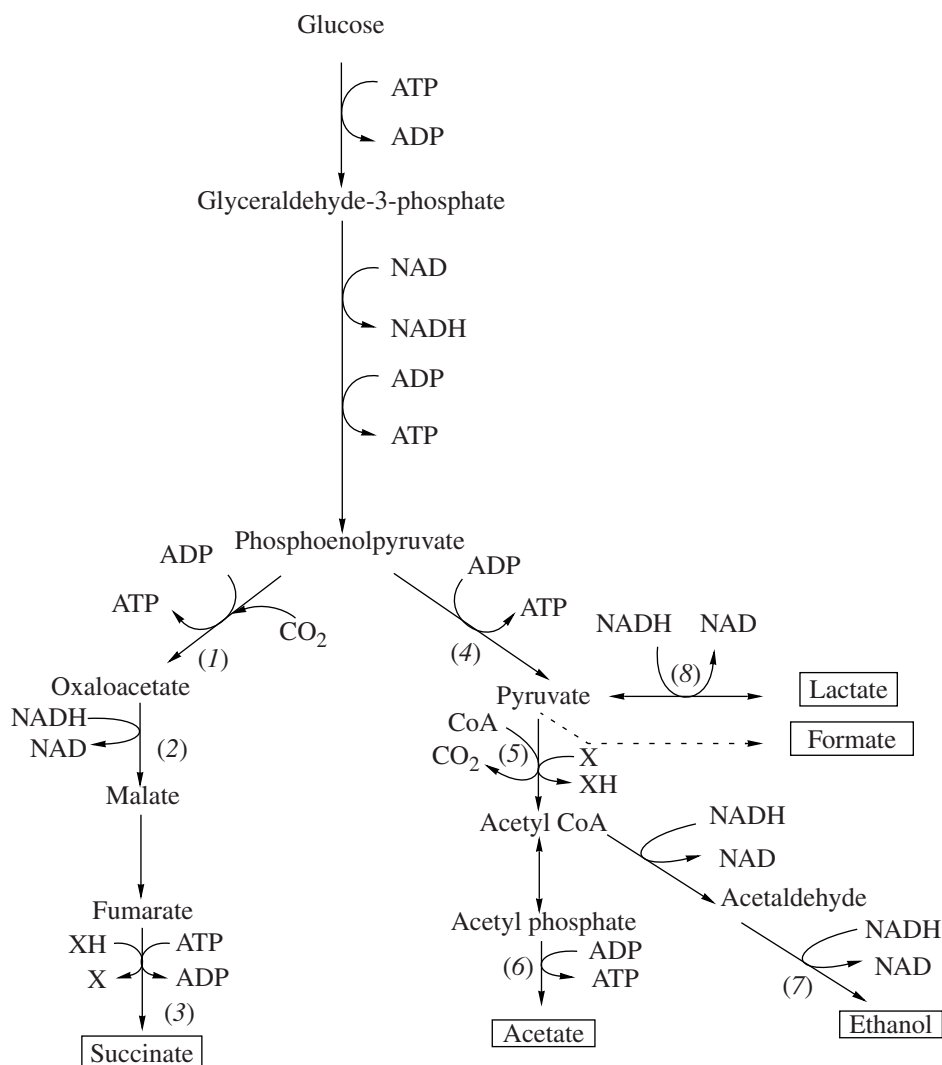 Glucose
ATP
ADP
Glyceraldehyde-3-phosphate
NAD
NADH
ADP
ATP
Phosphoenolpyruvate
ADP
ATP
CO2
(1)
ADP
ATP
(4)
NADH NAD
(8)
Oxaloacetate
Pyruvate
Lactate
NADH
NAD
(2)
CoA
CO2
(5)
X
XH
Formate
Malate
Acetyl CoA
NADH
NAD
Acetaldehyde
Fumarate
Acetyl phosphate
XH ATP
X ADP
(3)
ADP
ATP
(6)
NADH
NAD
(7)
Succinate
Acetate
Ethanol